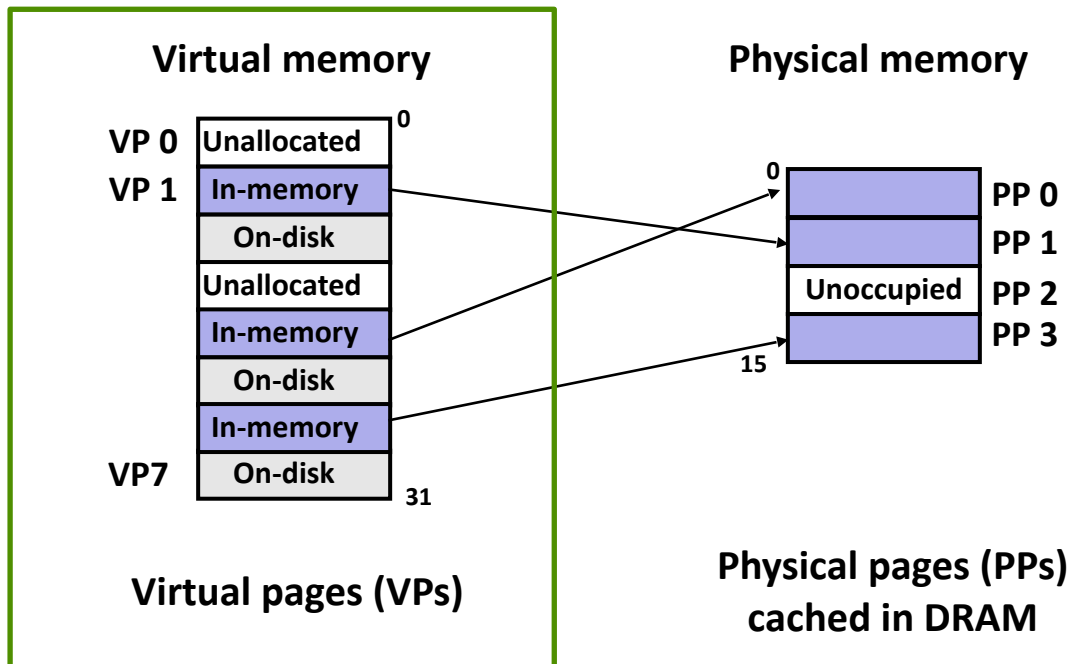 Virtual memory
0
VP 0 Unallocated
VP 1 In-memory
On-disk
Unallocated
In-memory
On-disk
In-memory
VP7 On-disk
31
Virtual pages (VPs)
Physical memory
0
PP 0
PP 1
Unoccupied PP 2
PP 3
15
Physical pages (PPs)
cached in DRAM